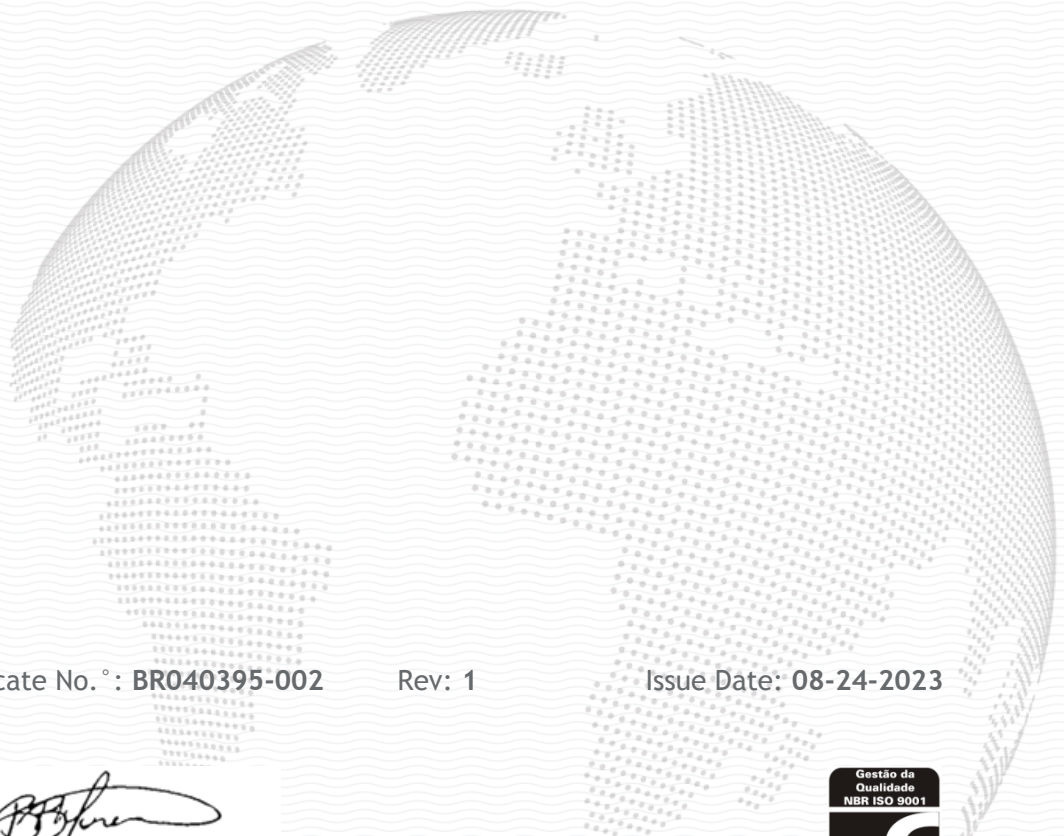 cate No.°: BR040395-002 Rev: 1 Issue Date: 08-24-2023
Gestão da
Qualidade
NBR ISO 9001